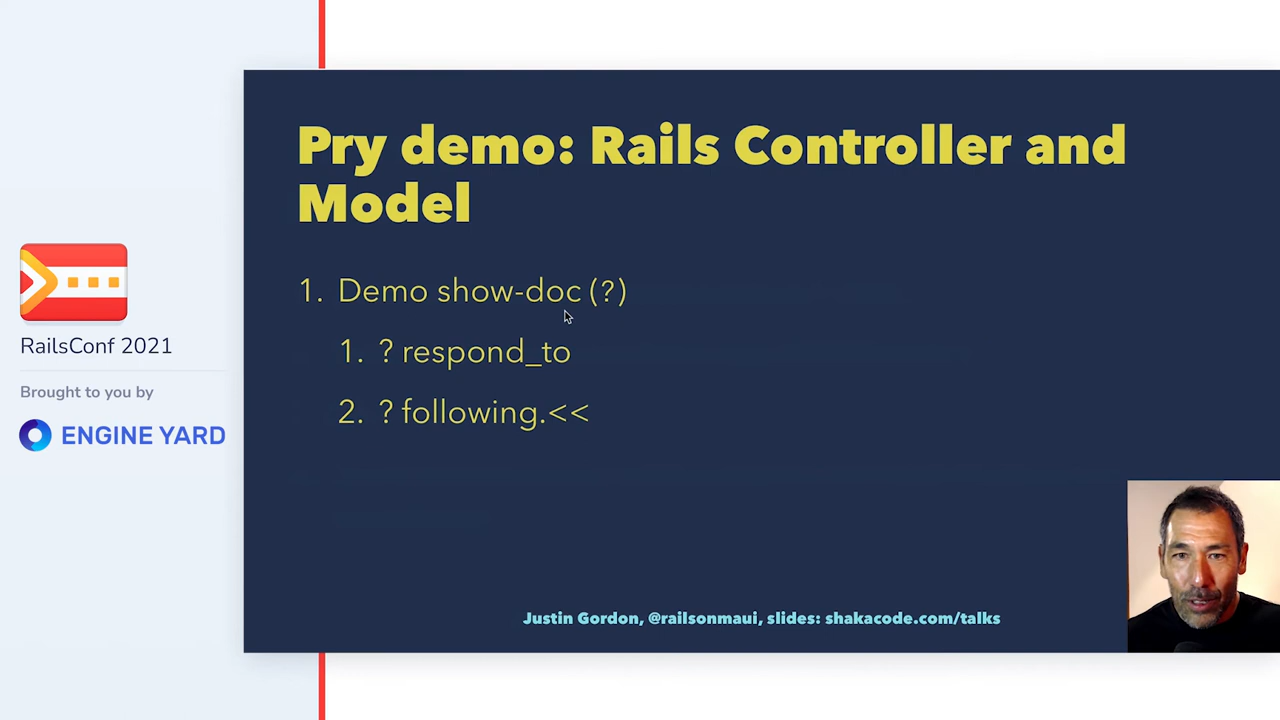 Pry demo: Rails Controller and
Model
1. Demo show-doc (?)
1. ? respond_to
2. ? following.<<
RailsConf 2021
Brought to you by
ENGINE YARD
Justin Gordon, @railsonmaui, slides: shakacode.com/talks